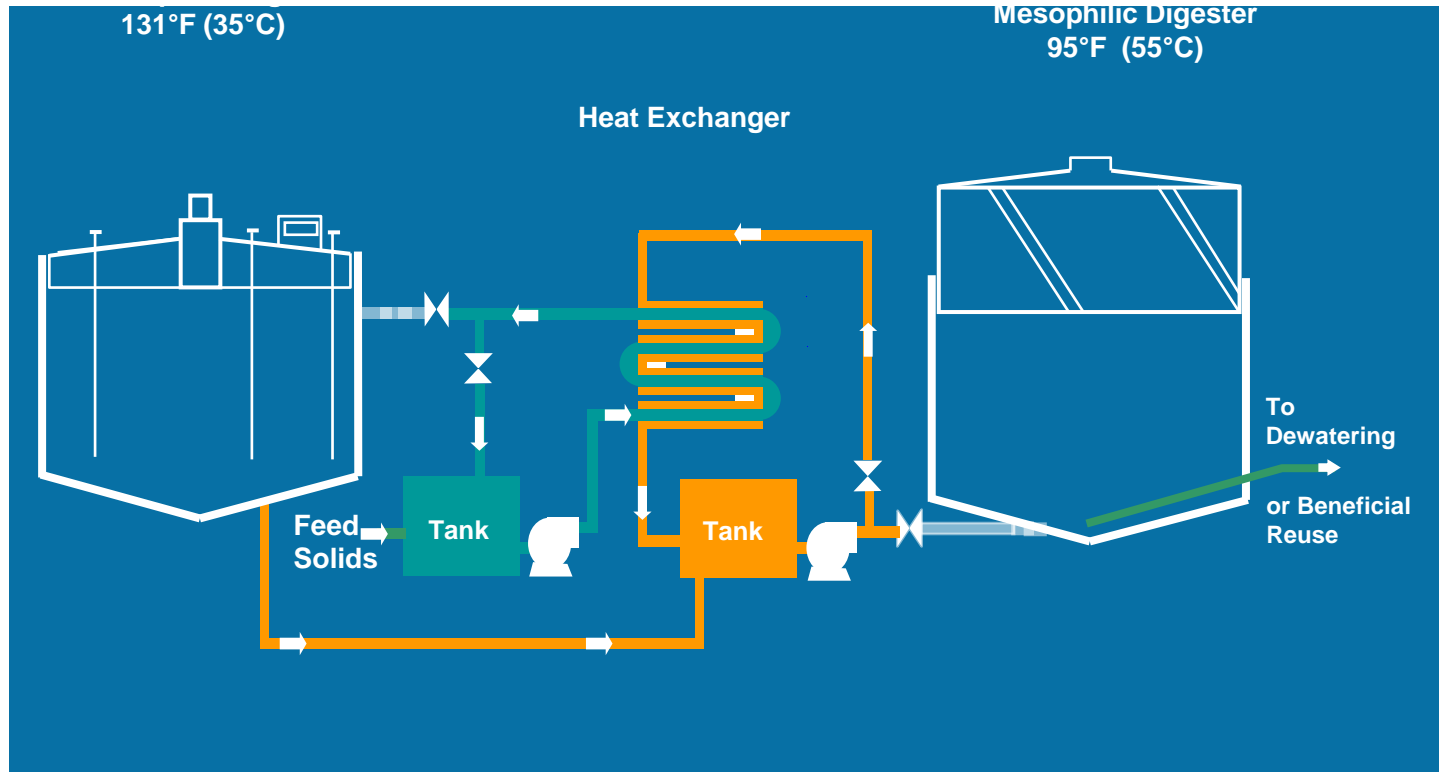 131°F (35°C)
Mesophilic Digester
95°F (55°C)
Heat Exchanger
To
Dewatering
or Beneficial
Reuse
Feed
Solids
Tank
Tank